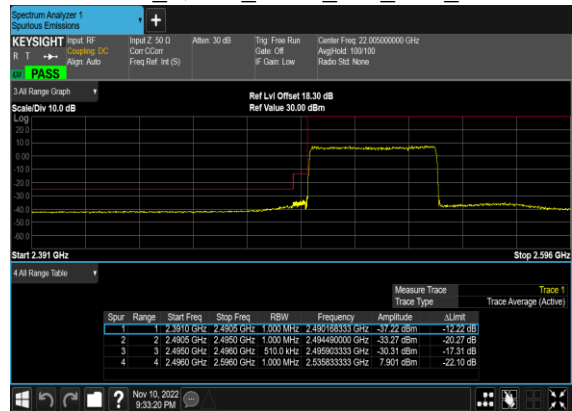 Spectrum Analyzer 1
Spurious Emissions
KEYSIGHT Input: RF Input Z: 50 Ω Atten: 30 dB Trig: Free Run Center Freq: 22.005000000 GHz
R T Coupling: DC Corr CCorr Gate: Off Avg|Hold: 100/100
Align: Auto Freq Ref: Int (S) IF Gain: Low Radio Std: None
PASS
3 All Range Graph
Ref Lvl Offset 18.30 dB
Scale/Div 10.0 dB Ref Value 30.00 dBm
Log
20.0
10.0
0.00
-10.0
-20.0
-30.0
-40.0
-50.0
-60.0
Start 2.391 GHz Stop 2.596 GHz
4 All Range Table
Measure Trace Trace 1
Trace Type Trace Average (Active)
Spur Range Start Freq Stop Freq RBW Frequency Amplitude ΔLimit
1 1 2.3910 GHz 2.4905 GHz 1.000 MHz 2.490168333 GHz -37.22 dBm -12.22 dB
2 2 2.4905 GHz 2.4950 GHz 1.000 MHz 2.494490000 GHz -33.27 dBm -20.27 dB
3 3 2.4950 GHz 2.4960 GHz 510.0 kHz 2.495903333 GHz -30.31 dBm -17.31 dB
4 4 2.4960 GHz 2.5960 GHz 1.000 MHz 2.535833333 GHz 7.901 dBm -22.10 dB
Nov 10, 2022
9:33:20 PM